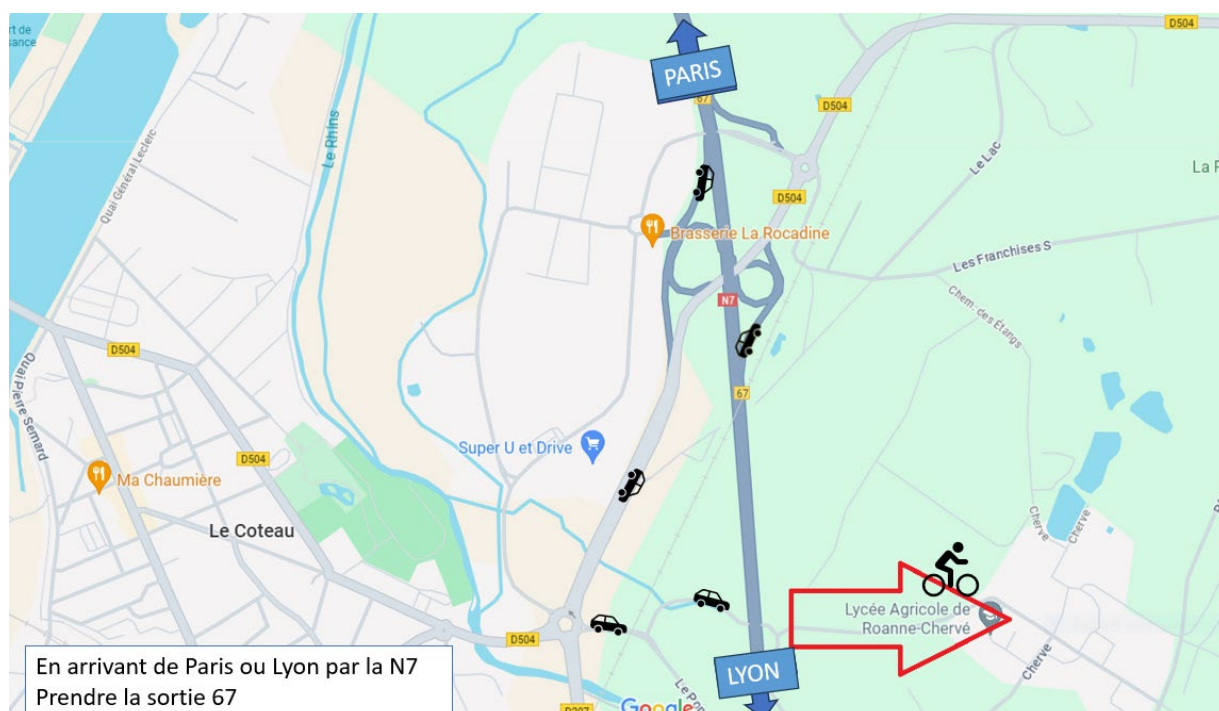 PARIS
67
D504
D504
D504
Quai Général Leclerc
Le Rhins
Le Lac
Brasserie La Rocadine
Les Franchises S
N7
Chem. des Étangs
D504
67
Quai Pierre Semard
Super U et Drive
D504
Ma Chaumière
Le Coteau
Cherve
Cherve
Lycée Agricole de
Roanne-Chervé
D504
Cherve
En arrivant de Paris ou Lyon par la N7
Prendre la sortie 67
LYON
Google